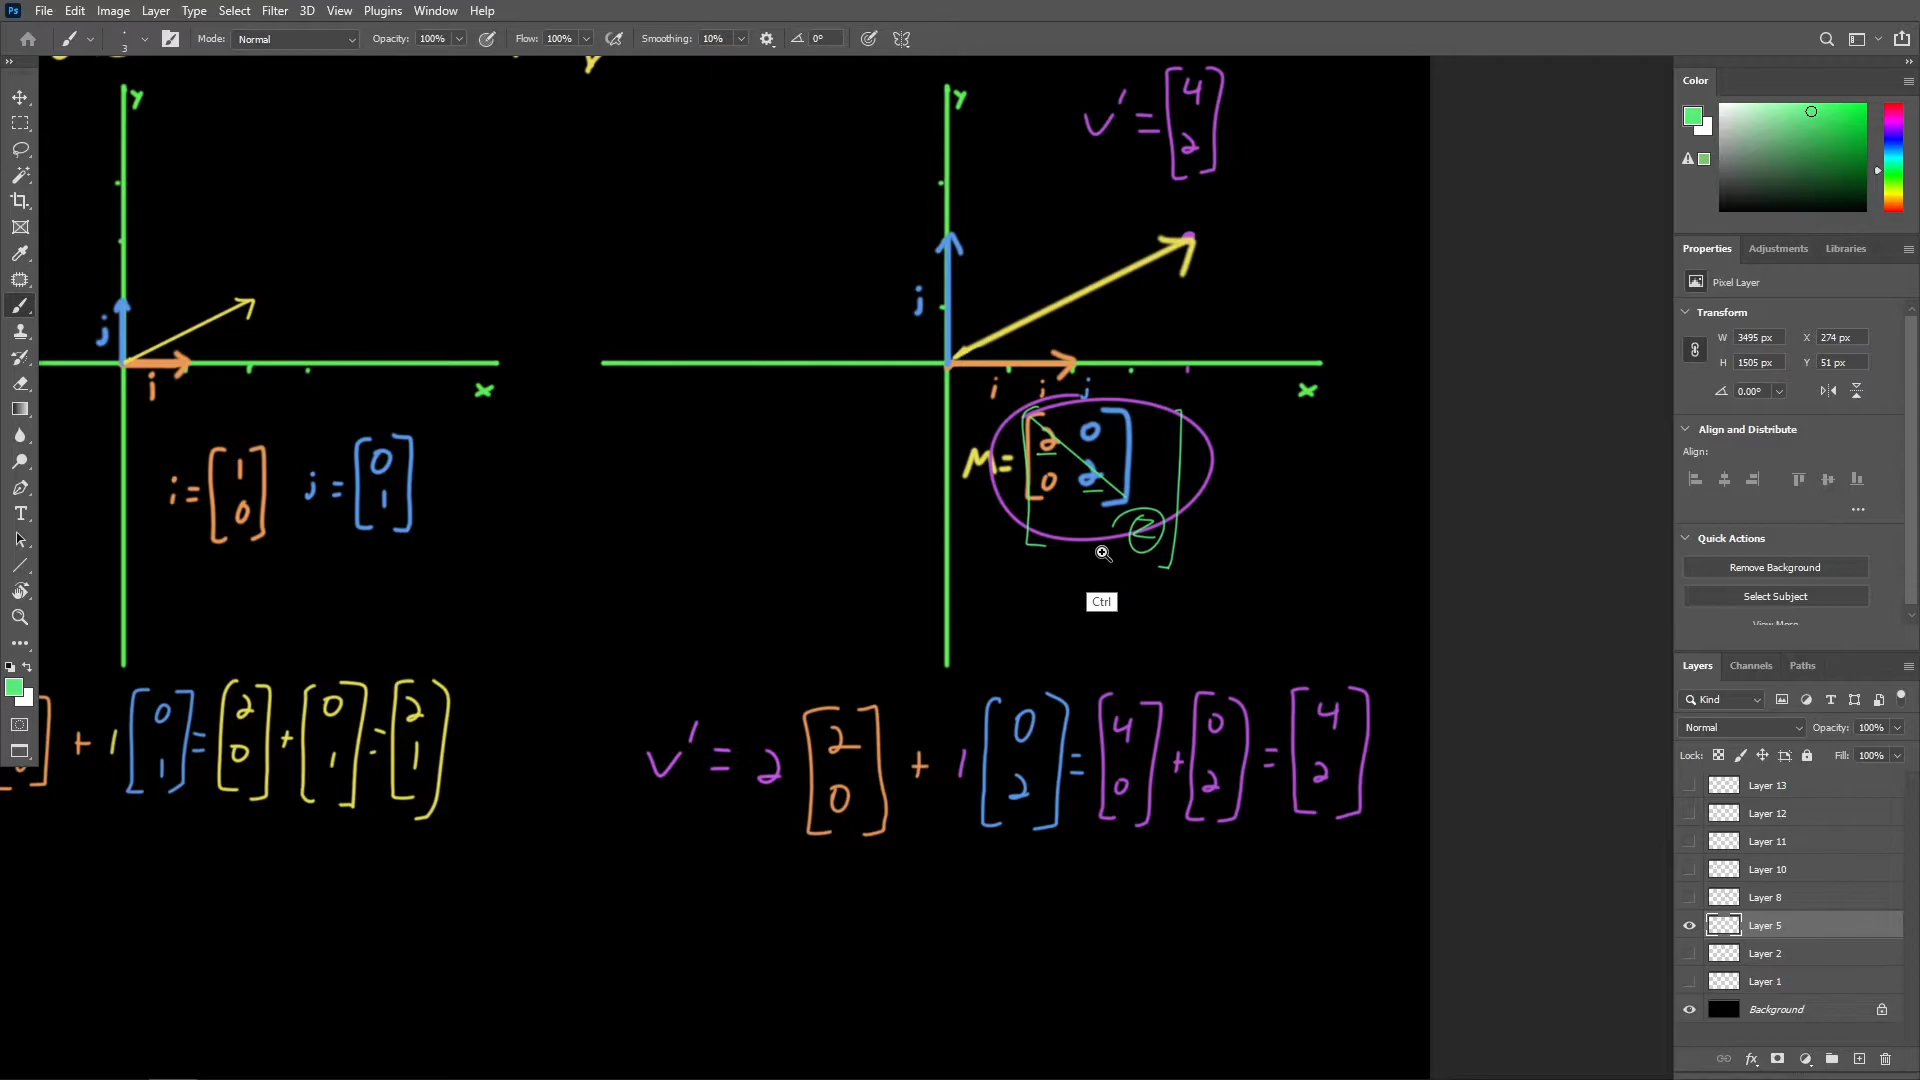 Ps File Edit Image Layer Type Select Filter 3D View Plugins Window Help
3 Mode: Normal Opacity: 100% Flow: 100% Smoothing: 10% 0°
y
j
i
x
i = [1 0] j = [0 1]
+ 1 [0 1] = [2 0] + [0 1] = [2 1]
v' = [4 2]
y
j
i i j
x
M = [2 0 0 2]
2
Ctrl
v' = 2 [2 0] + 1 [0 2] = [4 0] + [0 2] = [4 2]
Color
Properties Adjustments Libraries
Pixel Layer
Transform
W 3495 px X 274 px
H 1505 px Y 51 px
0.00°
Align and Distribute
Align:
Quick Actions
Remove Background
Select Subject
View More
Layers Channels Paths
Kind
Normal Opacity: 100%
Lock: Fill: 100%
Layer 13
Layer 12
Layer 11
Layer 10
Layer 8
Layer 5
Layer 2
Layer 1
Background